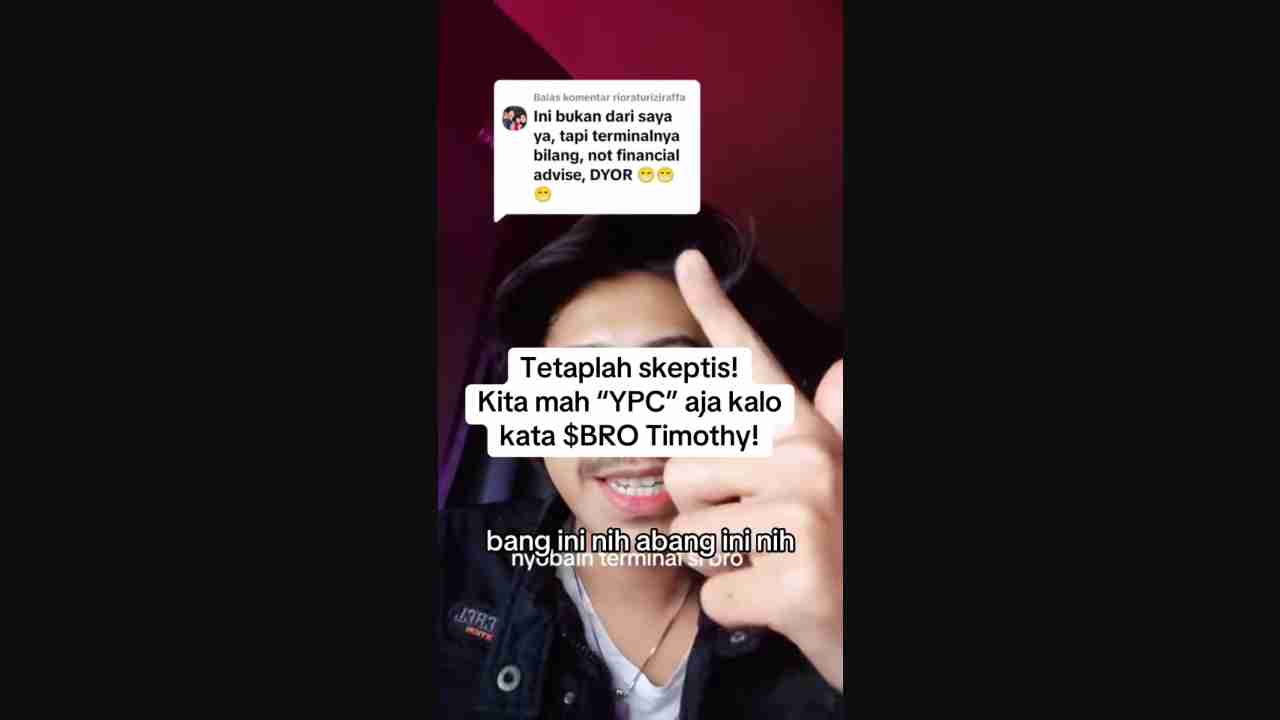 Balas komentar rioraturizjraffa
Ini bukan dari saya
ya, tapi terminalnya
bilang, not financial
advise, DYOR 😁😁
😁
Tetaplah skeptis!
Kita mah “YPC” aja kalo
kata $BRO Timothy!
bang ini nih abang ini nih
nyobain terminal si bro